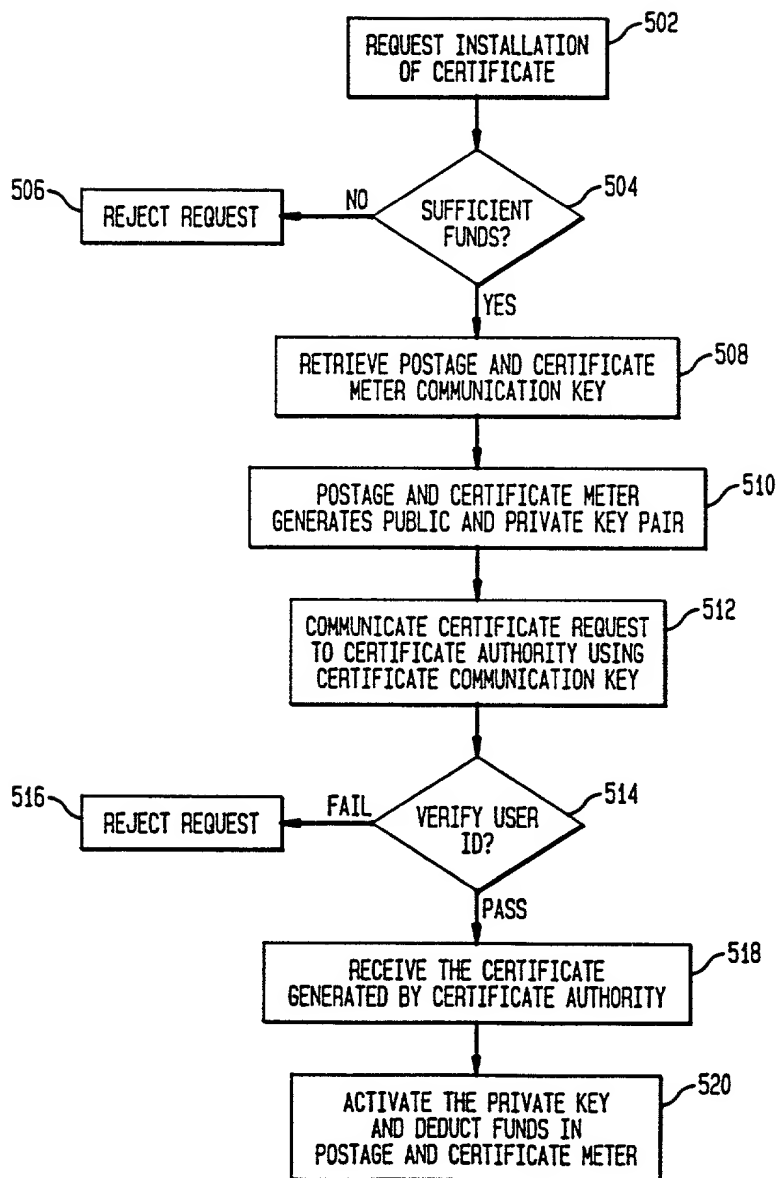 REQUEST INSTALLATION
OF CERTIFICATE
502
SUFFICIENT
FUNDS?
504
NO
REJECT REQUEST
506
YES
RETRIEVE POSTAGE AND CERTIFICATE
METER COMMUNICATION KEY
508
POSTAGE AND CERTIFICATE METER
GENERATES PUBLIC AND PRIVATE KEY PAIR
510
COMMUNICATE CERTIFICATE REQUEST
TO CERTIFICATE AUTHORITY USING
CERTIFICATE COMMUNICATION KEY
512
VERIFY USER
ID?
514
FAIL
REJECT REQUEST
516
PASS
RECEIVE THE CERTIFICATE
GENERATED BY CERTIFICATE AUTHORITY
518
ACTIVATE THE PRIVATE KEY
AND DEDUCT FUNDS IN
POSTAGE AND CERTIFICATE METER
520